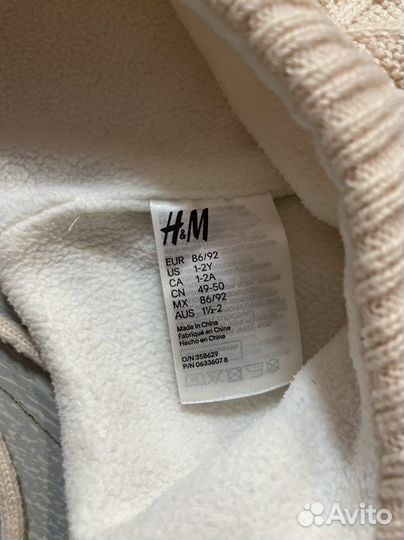 H&M
EUR 86/92
US 1-2Y
CA 1-2A
CN 49-50
MX 86/92
AUS 1½-2
Made in China
Fabriqué en China
Hecho en China
O/N 358629
P/N 0633607 8
Avito